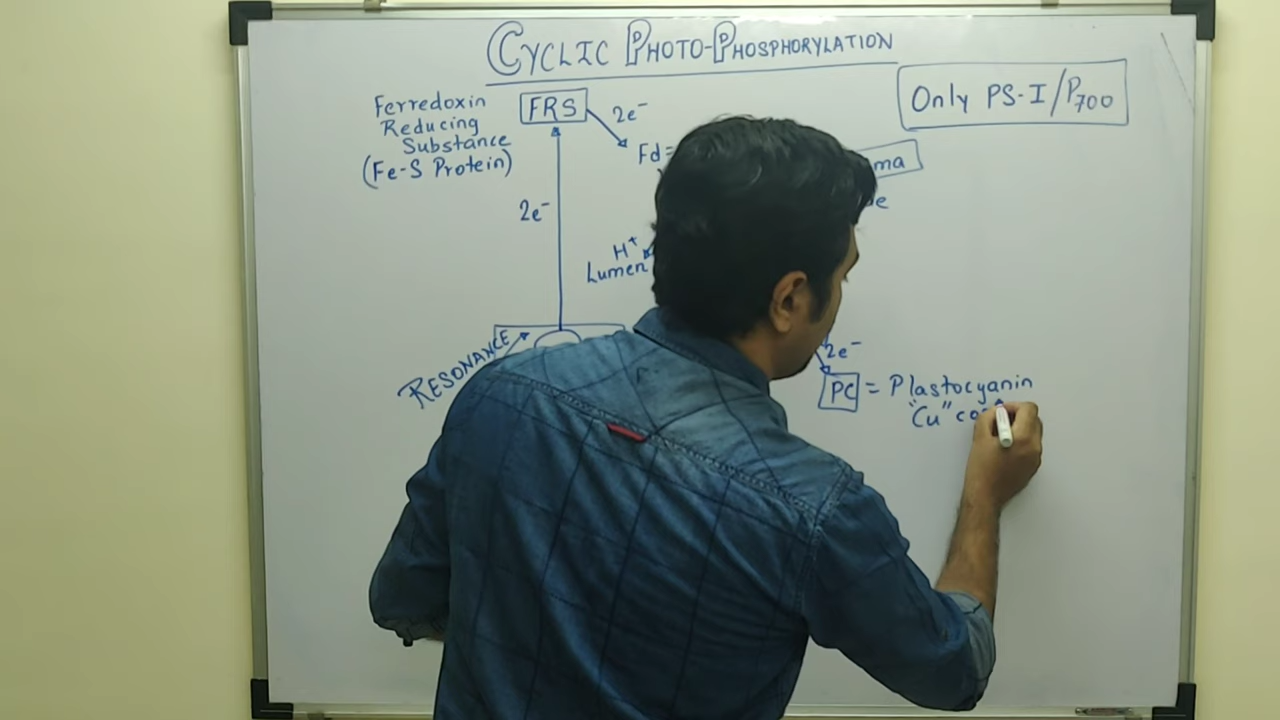 CYCLIC PHOTO-PHOSPHORYLATION
Only PS-I/P700
Ferredoxin
Reducing
Substance
(Fe-S Protein)
FRS
2e⁻
Fd=
2e⁻
H⁺
Lumen
RESONANCE
2e⁻
PC = Plastocyanin
"Cu"